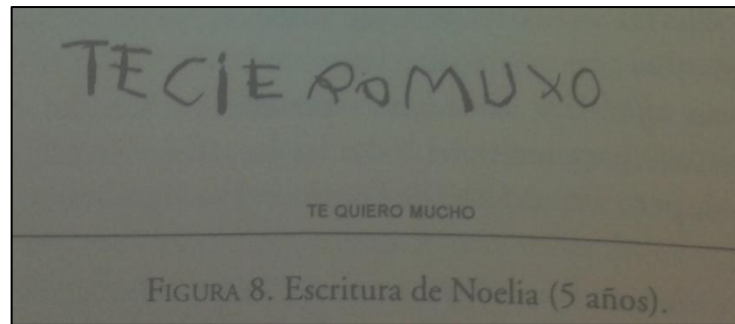 TECIEROMUXO
TE QUIERO MUCHO
FIGURA 8. Escritura de Noelia (5 años).